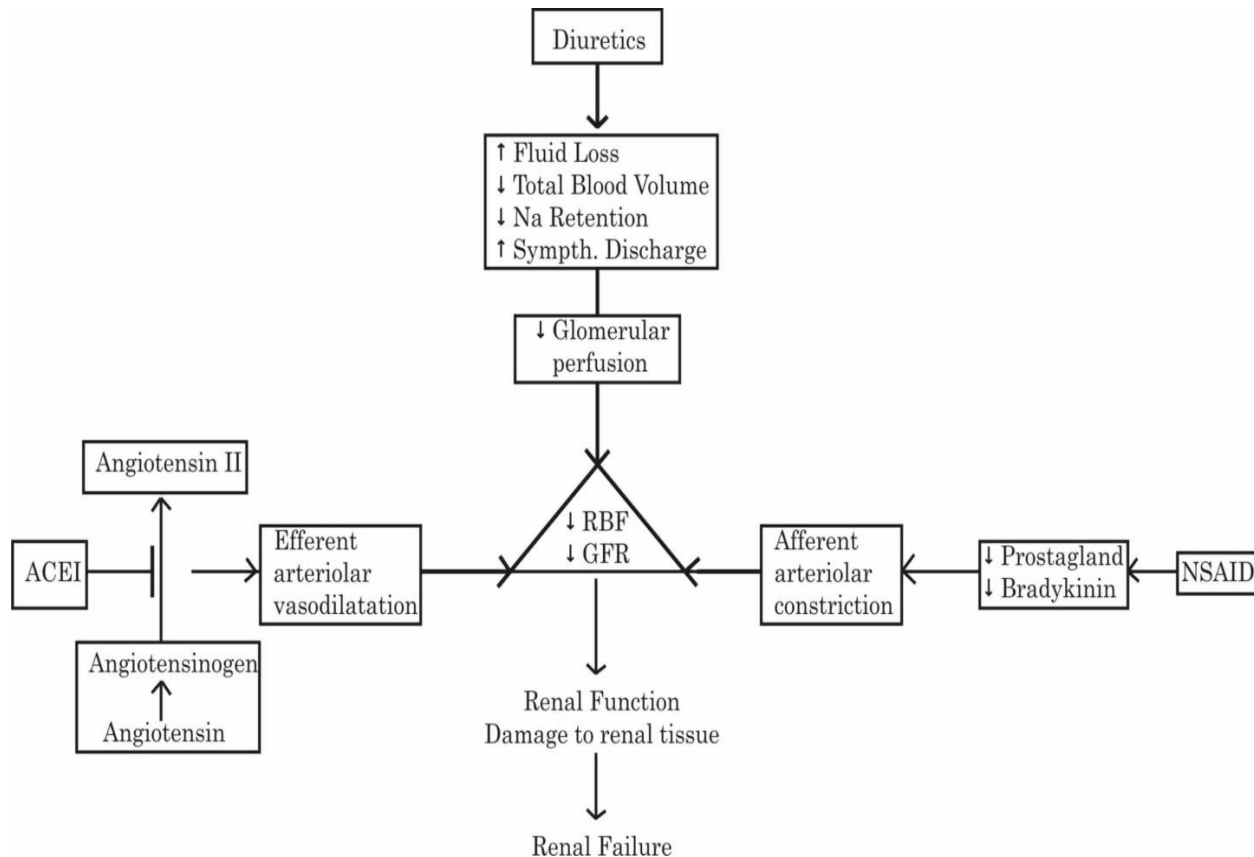 Diuretics
↑ Fluid Loss
↓ Total Blood Volume
↓ Na Retention
↑ Sympth. Discharge
↓ Glomerular
perfusion
Angiotensin II
ACEI
Efferent
arteriolar
vasodilatation
↓ RBF
↓ GFR
Afferent
arteriolar
constriction
↓ Prostagland
↓ Bradykinin
NSAID
Angiotensinogen
Angiotensin
Renal Function
Damage to renal tissue
Renal Failure